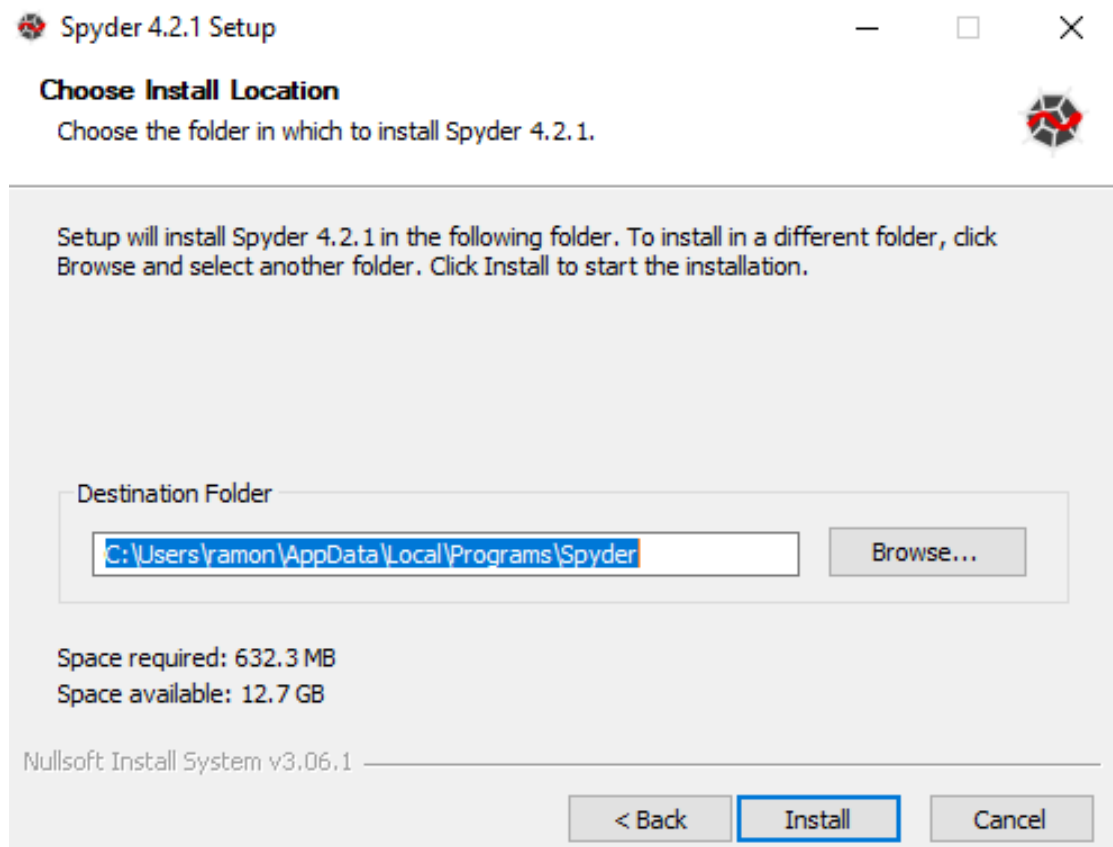 Spyder 4.2.1 Setup
Choose Install Location
Choose the folder in which to install Spyder 4.2.1.
Setup will install Spyder 4.2.1 in the following folder. To install in a different folder, click
Browse and select another folder. Click Install to start the installation.
Destination Folder
C:\Users\ramon\AppData\Local\Programs\Spyder
Browse...
Space required: 632.3 MB
Space available: 12.7 GB
Nullsoft Install System v3.06.1
< Back
Install
Cancel